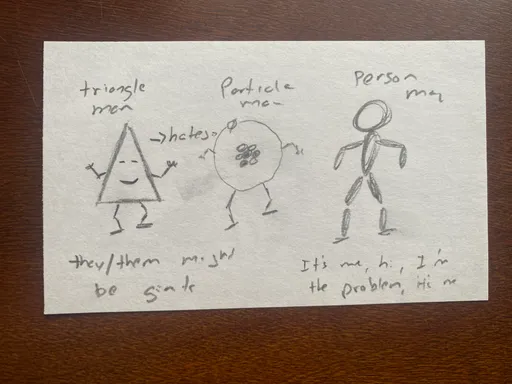 triangle
man
Particle
man
Person
man
→hates→
they/them might
be giants
It's me, hi, I'm
the problem, it's me